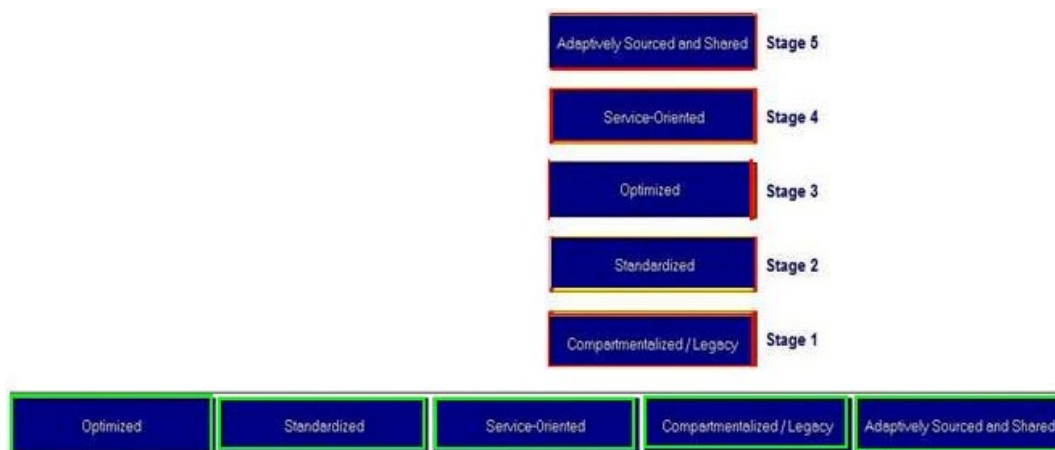 Adaptively Sourced and Shared Stage 5
Service-Oriented Stage 4
Optimized Stage 3
Standardized Stage 2
Compartmentalized / Legacy Stage 1
Optimized Standardized Service-Oriented Compartmentalized / Legacy Adaptively Sourced and Shared